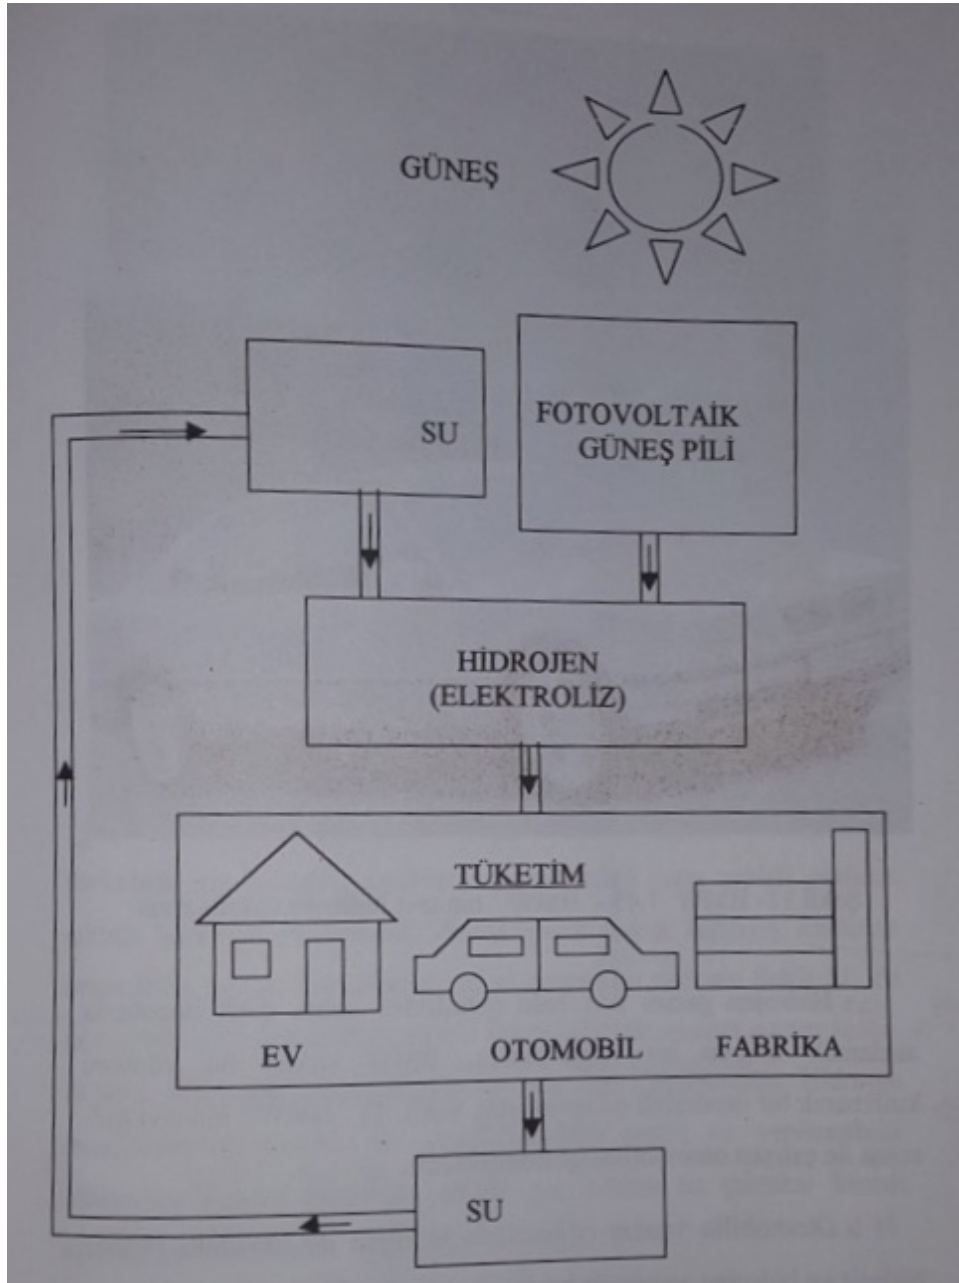 GÜNEŞ
SU
FOTOVOLTAİK
GÜNEŞ PİLİ
HİDROJEN
(ELEKTROLİZ)
TÜKETİM
EV
OTOMOBİL
FABRİKA
SU